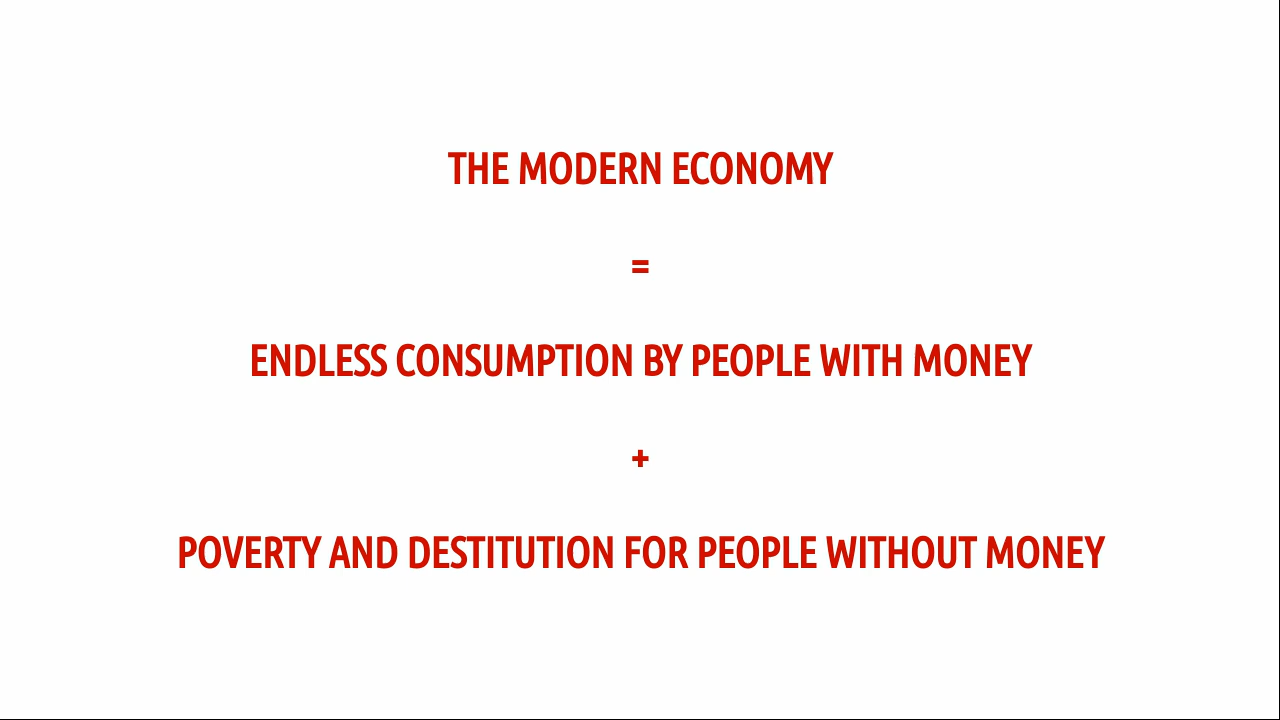 THE MODERN ECONOMY
=
ENDLESS CONSUMPTION BY PEOPLE WITH MONEY
+
POVERTY AND DESTITUTION FOR PEOPLE WITHOUT MONEY